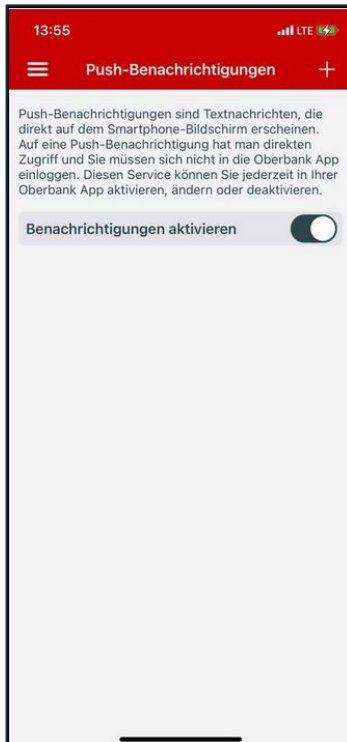 13:55
LTE
Push-Benachrichtigungen
Push-Benachrichtigungen sind Textnachrichten, die
direkt auf dem Smartphone-Bildschirm erscheinen.
Auf eine Push-Benachrichtigung hat man direkten
Zugriff und Sie müssen sich nicht in die Oberbank App
einloggen. Diesen Service können Sie jederzeit in Ihrer
Oberbank App aktivieren, ändern oder deaktivieren.
Benachrichtigungen aktivieren